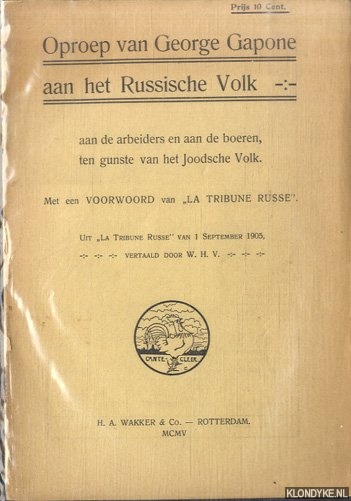 Prijs 10 Cent.
Oproep van George Gapone
aan het Russische Volk -:-
aan de arbeiders en aan de boeren,
ten gunste van het Joodsche Volk.
Met een VOORWOORD van „LA TRIBUNE RUSSE".
Uit „La Tribune Russe" van 1 September 1905,
-:- -:- -:- vertaald door W. H. V. -:- -:- -:-
CANTE CLEER
H. A. WAKKER & Co. — ROTTERDAM.
MCMV
KLONDYKE.NL